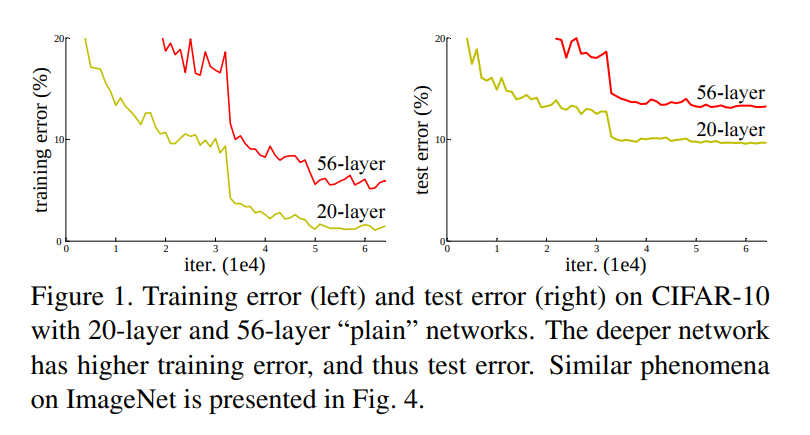 training error (%)
20
10
0
0 1 2 3 4 5 6
iter. (1e4)
56-layer
20-layer
test error (%)
20
10
0
0 1 2 3 4 5 6
iter. (1e4)
56-layer
20-layer
Figure 1. Training error (left) and test error (right) on CIFAR-10
with 20-layer and 56-layer “plain” networks. The deeper network
has higher training error, and thus test error. Similar phenomena
on ImageNet is presented in Fig. 4.